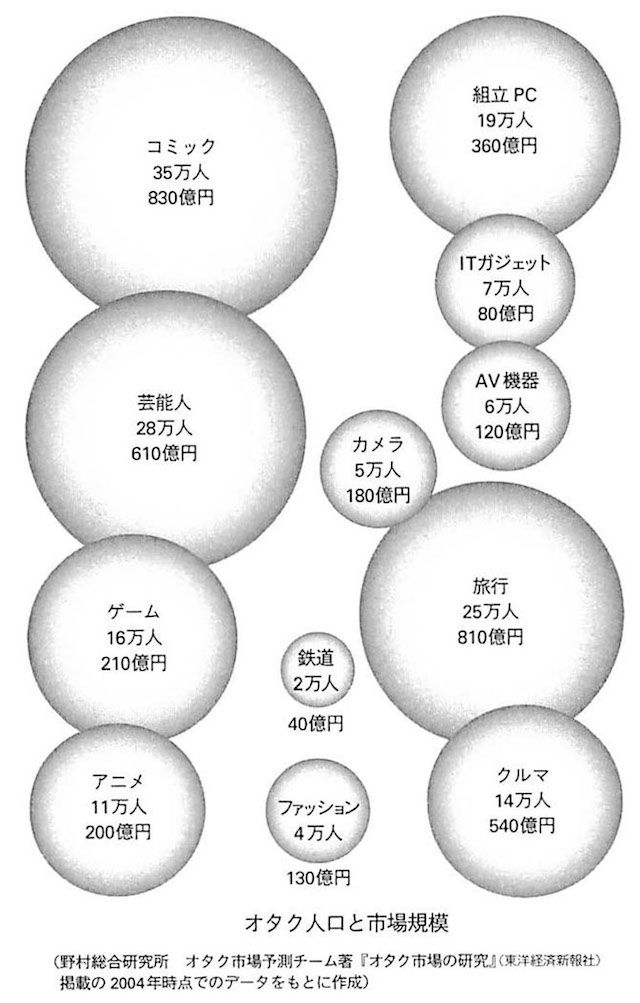 コミック
35万人
830億円
組立PC
19万人
360億円
ITガジェット
7万人
80億円
芸能人
28万人
610億円
AV機器
6万人
120億円
カメラ
5万人
180億円
ゲーム
16万人
210億円
旅行
25万人
810億円
鉄道
2万人
40億円
アニメ
11万人
200億円
ファッション
4万人
130億円
クルマ
14万人
540億円
オタク人口と市場規模
(野村総合研究所　オタク市場予測チーム著『オタク市場の研究』(東洋経済新報社)
掲載の2004年時点でのデータをもとに作成)